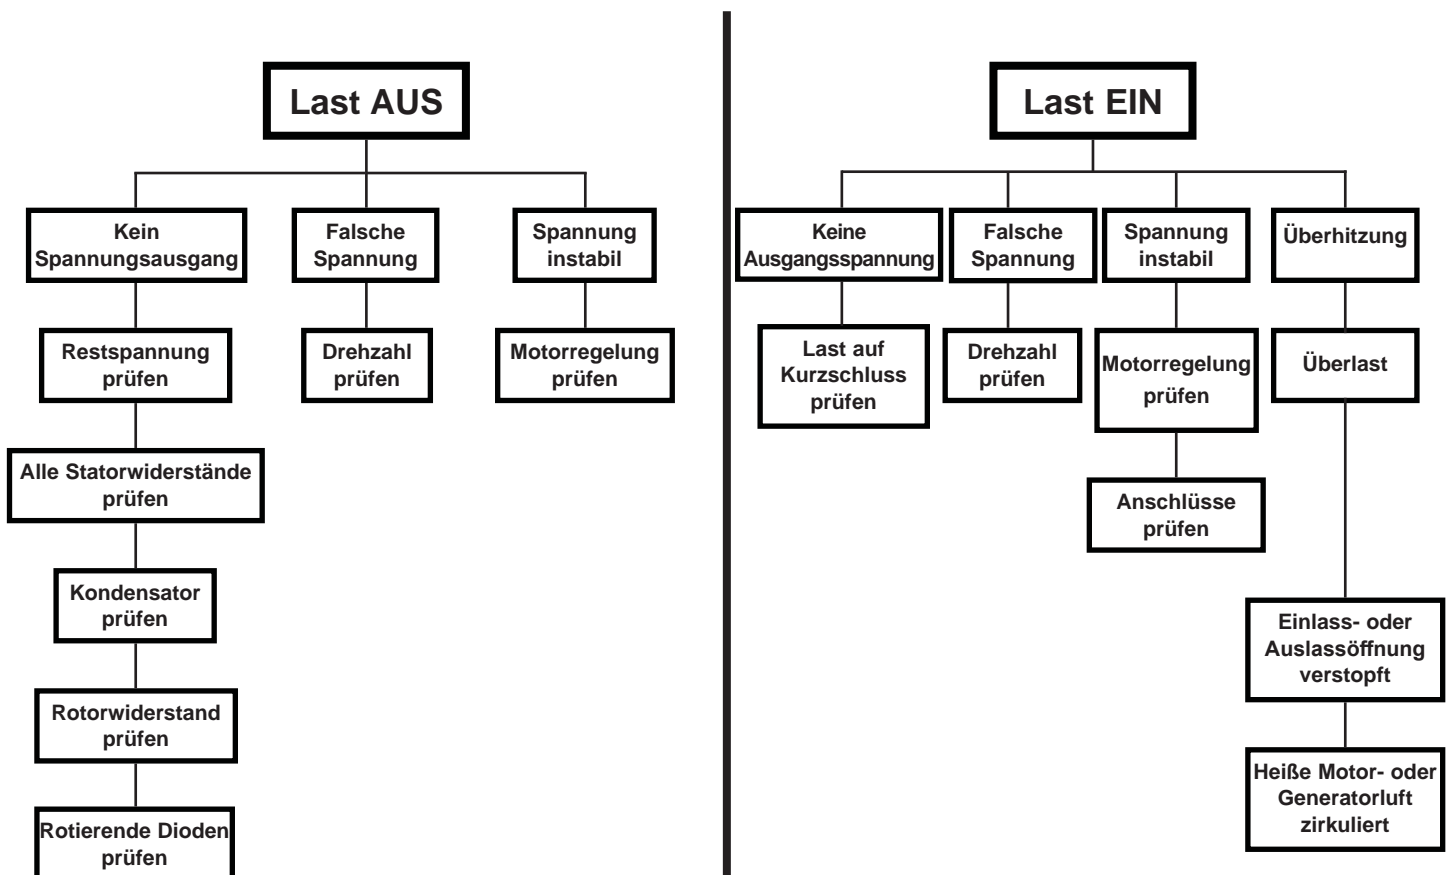 Last AUS
Kein
Spannungsausgang
Falsche
Spannung
Spannung
instabil
Restspannung
prüfen
Drehzahl
prüfen
Motorregelung
prüfen
Alle Statorwiderstände
prüfen
Kondensator
prüfen
Rotorwiderstand
prüfen
Rotierende Dioden
prüfen
Last EIN
Keine
Ausgangsspannung
Falsche
Spannung
Spannung
instabil
Überhitzung
Last auf
Kurzschluss
prüfen
Drehzahl
prüfen
Motorregelung
prüfen
Überlast
Anschlüsse
prüfen
Einlass- oder
Auslassöffnung
verstopft
Heiße Motor- oder
Generatorluft
zirkuliert